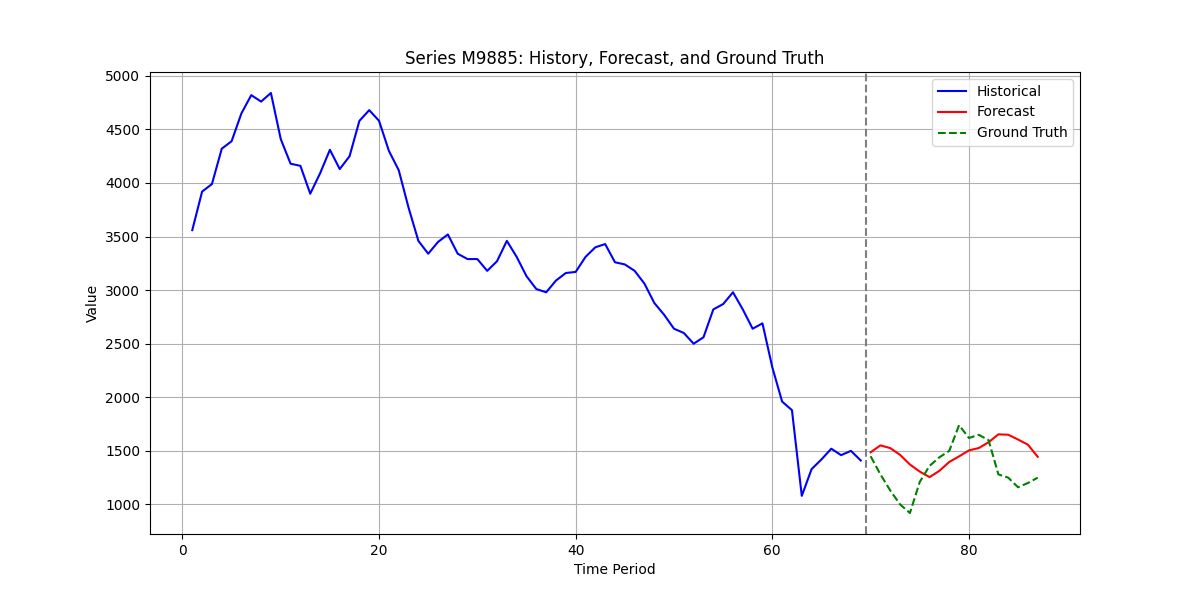 Series M9885: History, Forecast, and Ground Truth
5000
4500
4000
3500
3000
2500
2000
1500
1000
Value
0
20
40
60
80
Time Period
Historical
Forecast
Ground Truth